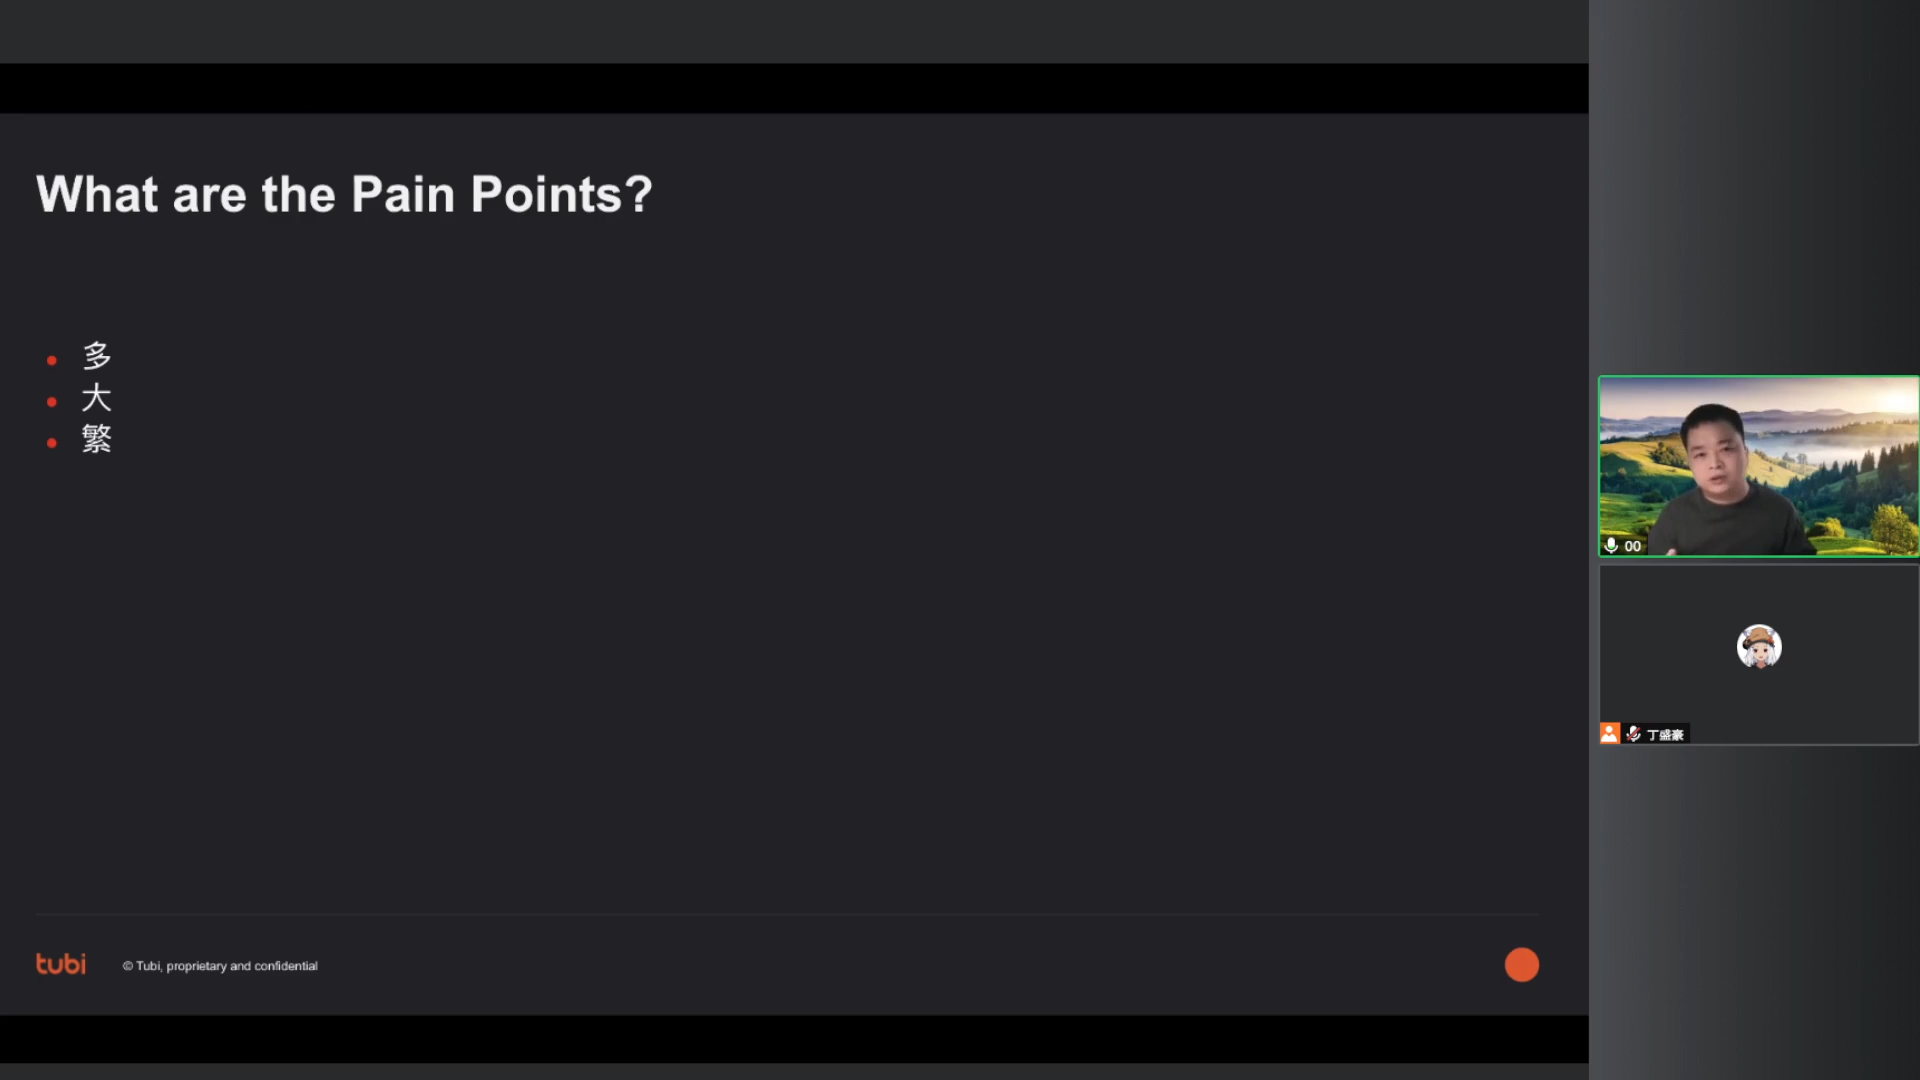 What are the Pain Points?
多
大
繁
tubi
© Tubi, proprietary and confidential
00
丁盛豪